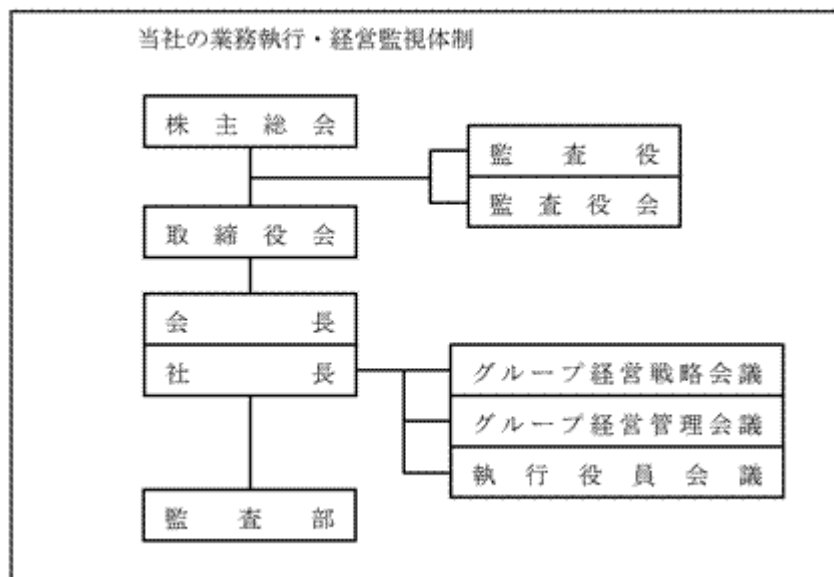 当社の業務執行・経営監視体制
株主総会
監査役
監査役会
取締役会
会長
社長
グループ経営戦略会議
グループ経営管理会議
執行役員会議
監査部